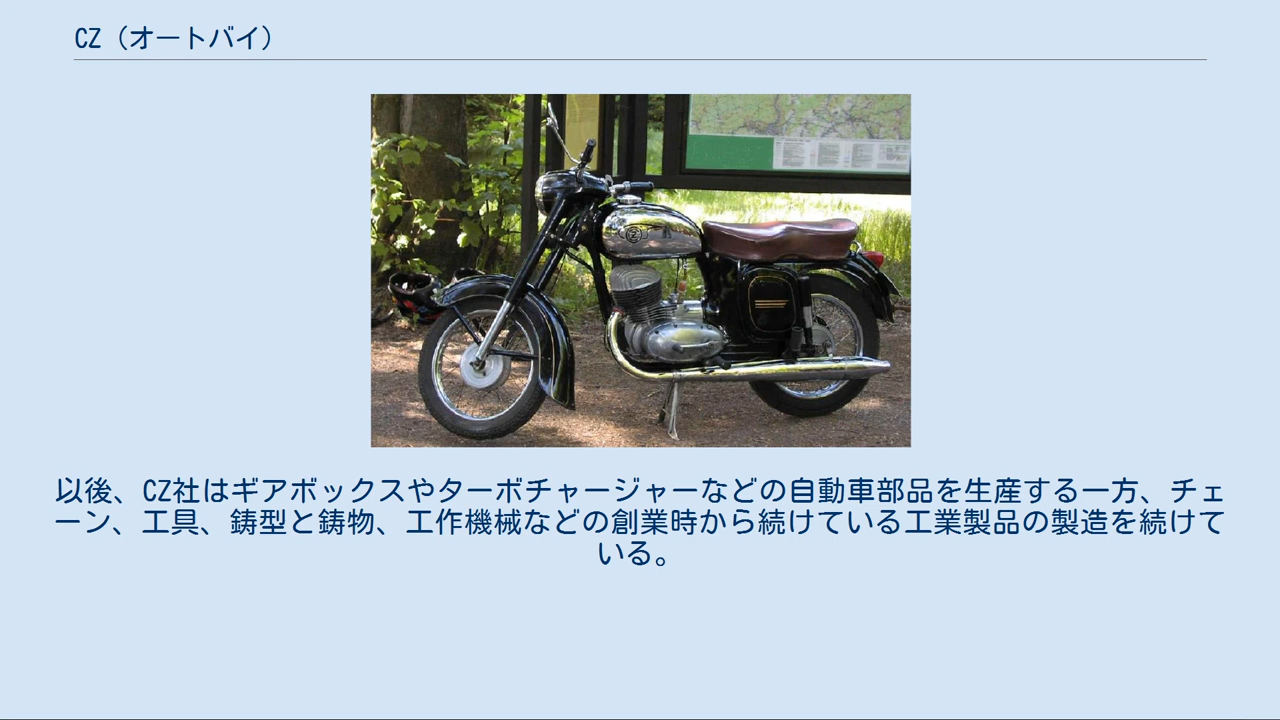 CZ（オートバイ）
以後、CZ社はギアボックスやターボチャージャーなどの自動車部品を生産する一方、チェ
ーン、工具、鋳型と鋳物、工作機械などの創業時から続けている工業製品の製造を続けて
いる。